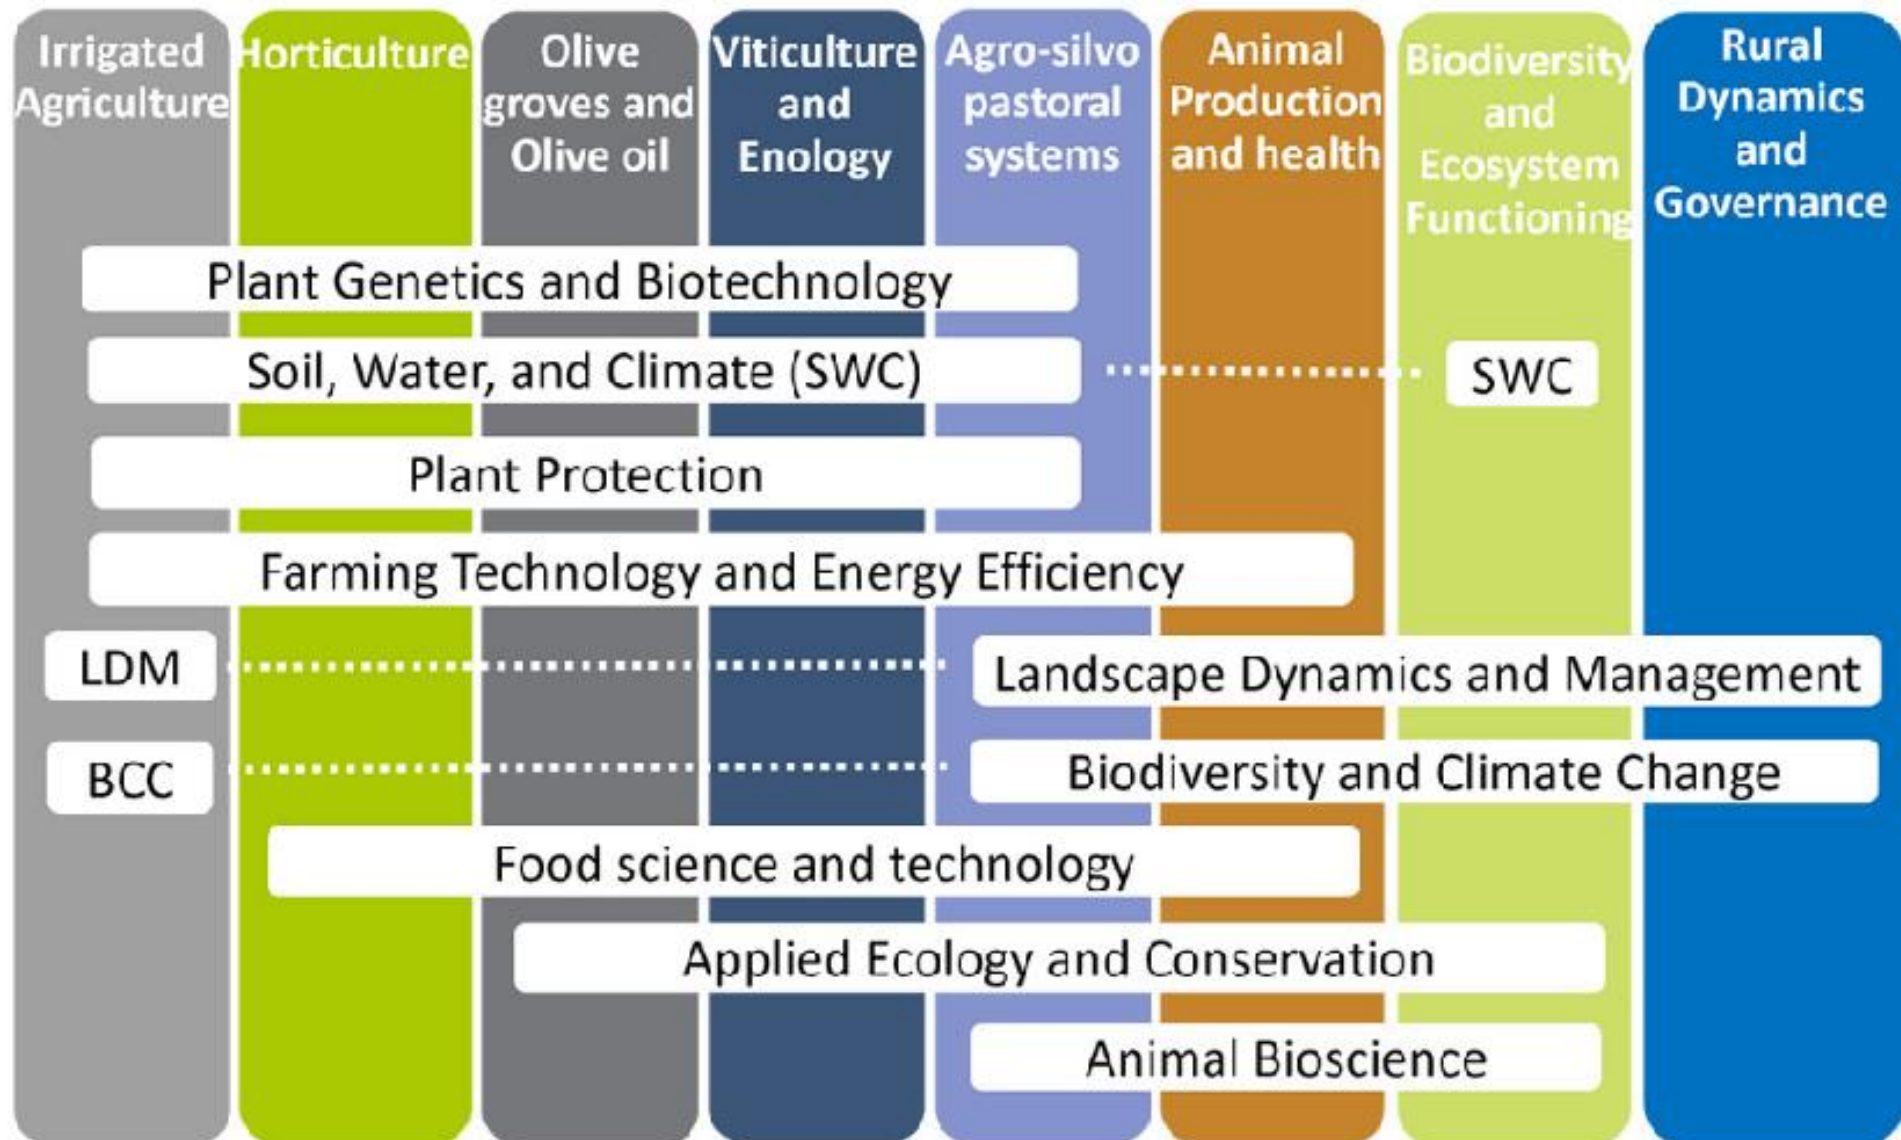 Irrigated
Agriculture
Horticulture
Olive
groves and
Olive oil
Viticulture
and
Enology
Agro-silvo
pastoral
systems
Animal
Production
and health
Biodiversity
and
Ecosystem
Functioning
Rural
Dynamics
and
Governance
Plant Genetics and Biotechnology
Soil, Water, and Climate (SWC)
SWC
Plant Protection
Farming Technology and Energy Efficiency
LDM
Landscape Dynamics and Management
BCC
Biodiversity and Climate Change
Food science and technology
Applied Ecology and Conservation
Animal Bioscience